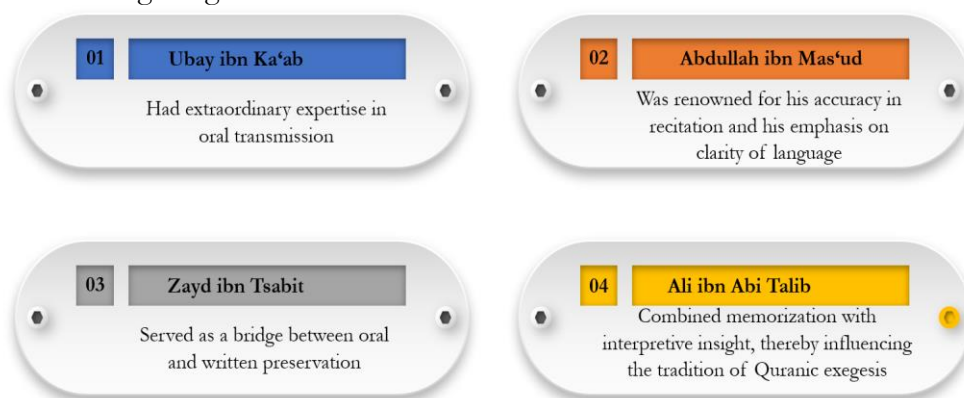 01
Ubay ibn Ka‘ab
Had extraordinary expertise in
oral transmission
02
Abdullah ibn Mas‘ud
Was renowned for his accuracy in
recitation and his emphasis on
clarity of language
03
Zayd ibn Tsabit
Served as a bridge between oral
and written preservation
04
Ali ibn Abi Talib
Combined memorization with
interpretive insight, thereby influencing
the tradition of Quranic exegesis